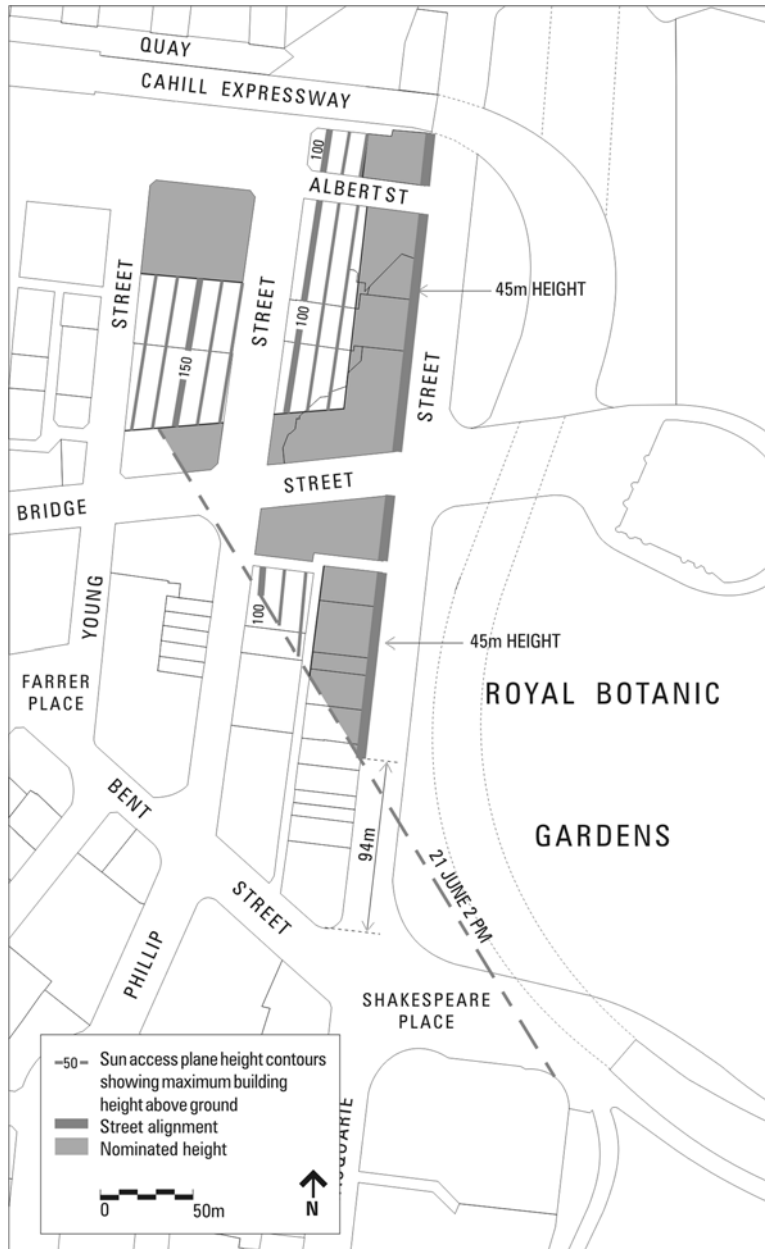 QUAY
CAHILL EXPRESSWAY
100
ALBERT ST
STREET
STREET
45m HEIGHT
100
150
STREET
STREET
BRIDGE
YOUNG
100
45m HEIGHT
FARRER
PLACE
ROYAL BOTANIC
GARDENS
BENT
STREET
94m
21 JUNE 2 PM
PHILLIP
SHAKESPEARE
PLACE
-50- Sun access plane height contours
showing maximum building
height above ground
Street alignment
Nominated height
0 50m
N